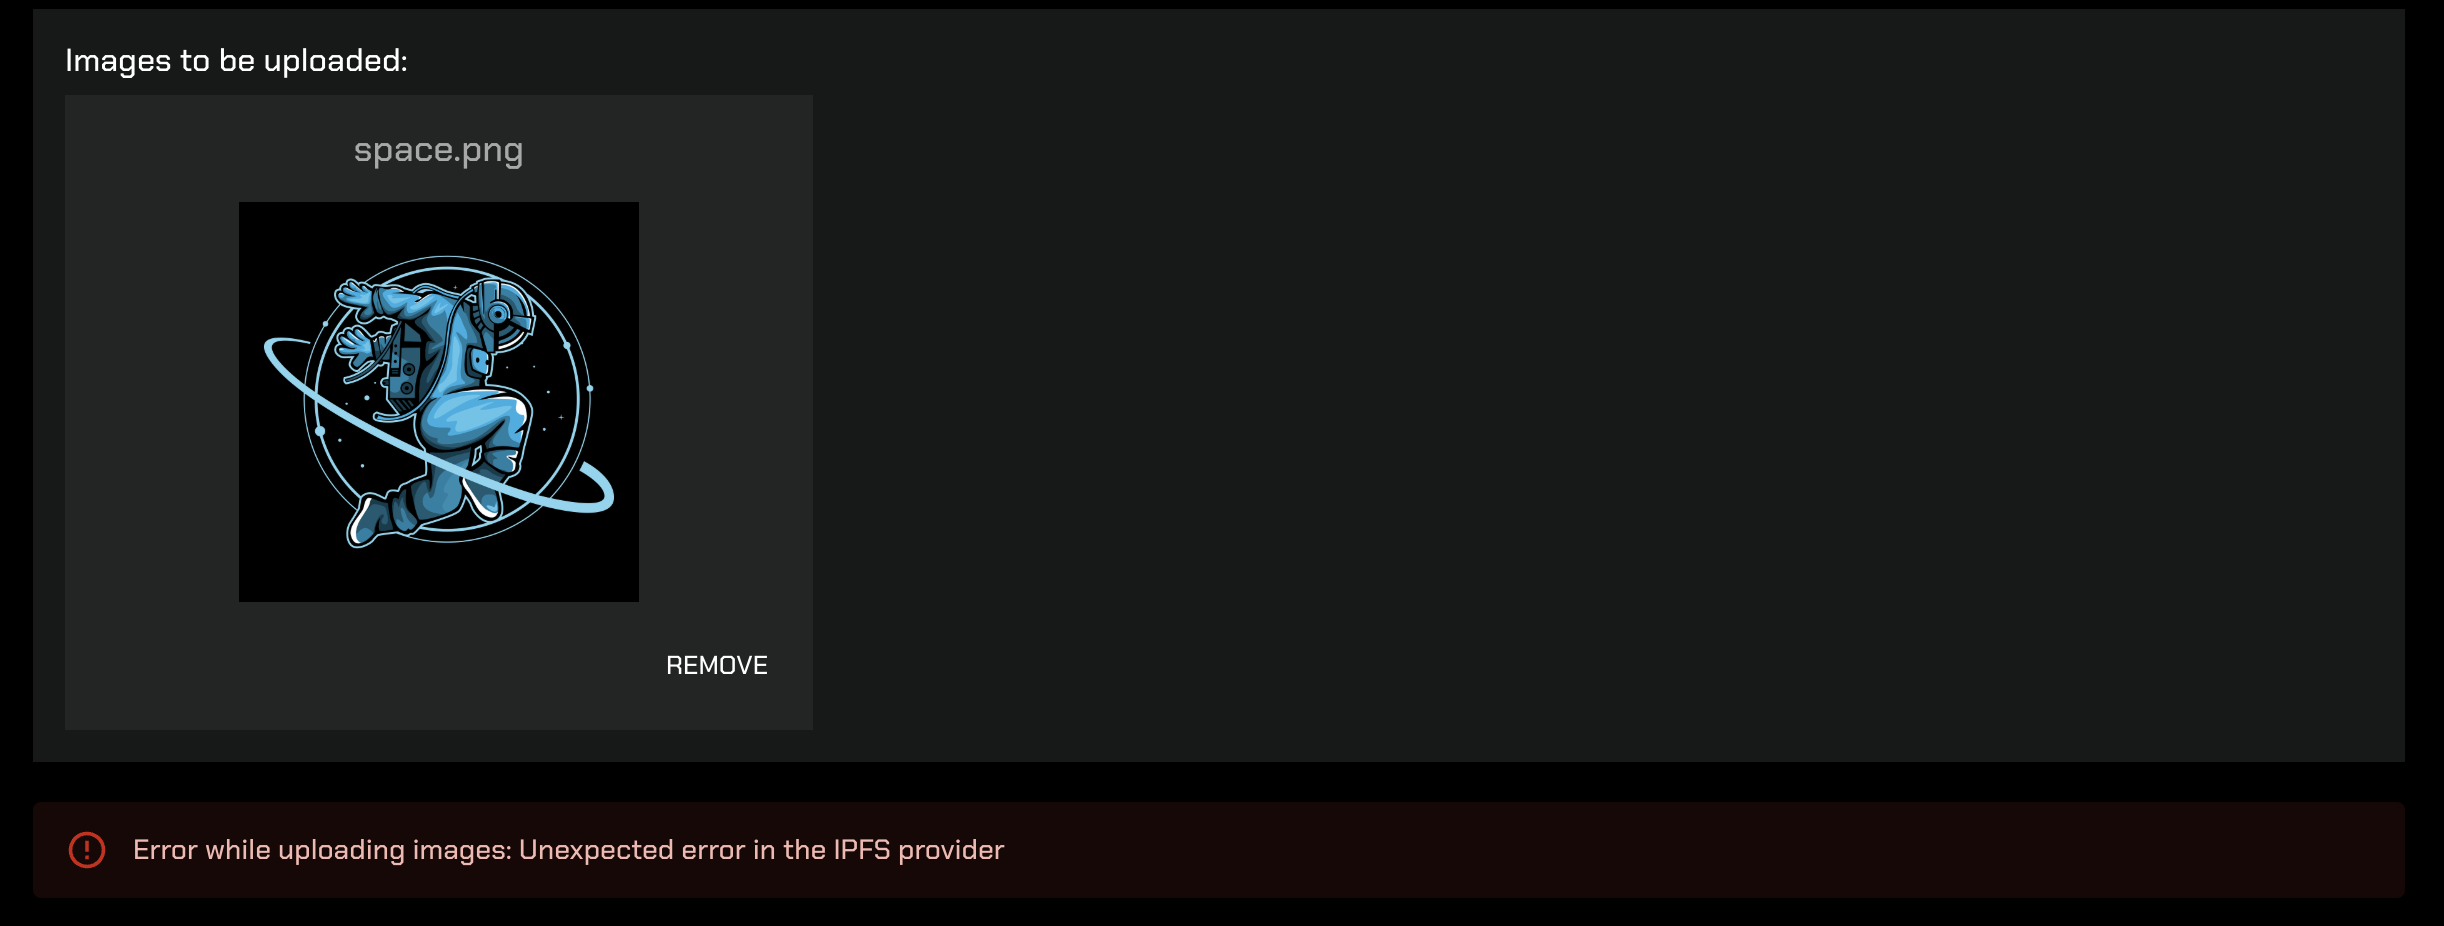 Images to be uploaded:
space.png
REMOVE
Error while uploading images: Unexpected error in the IPFS provider